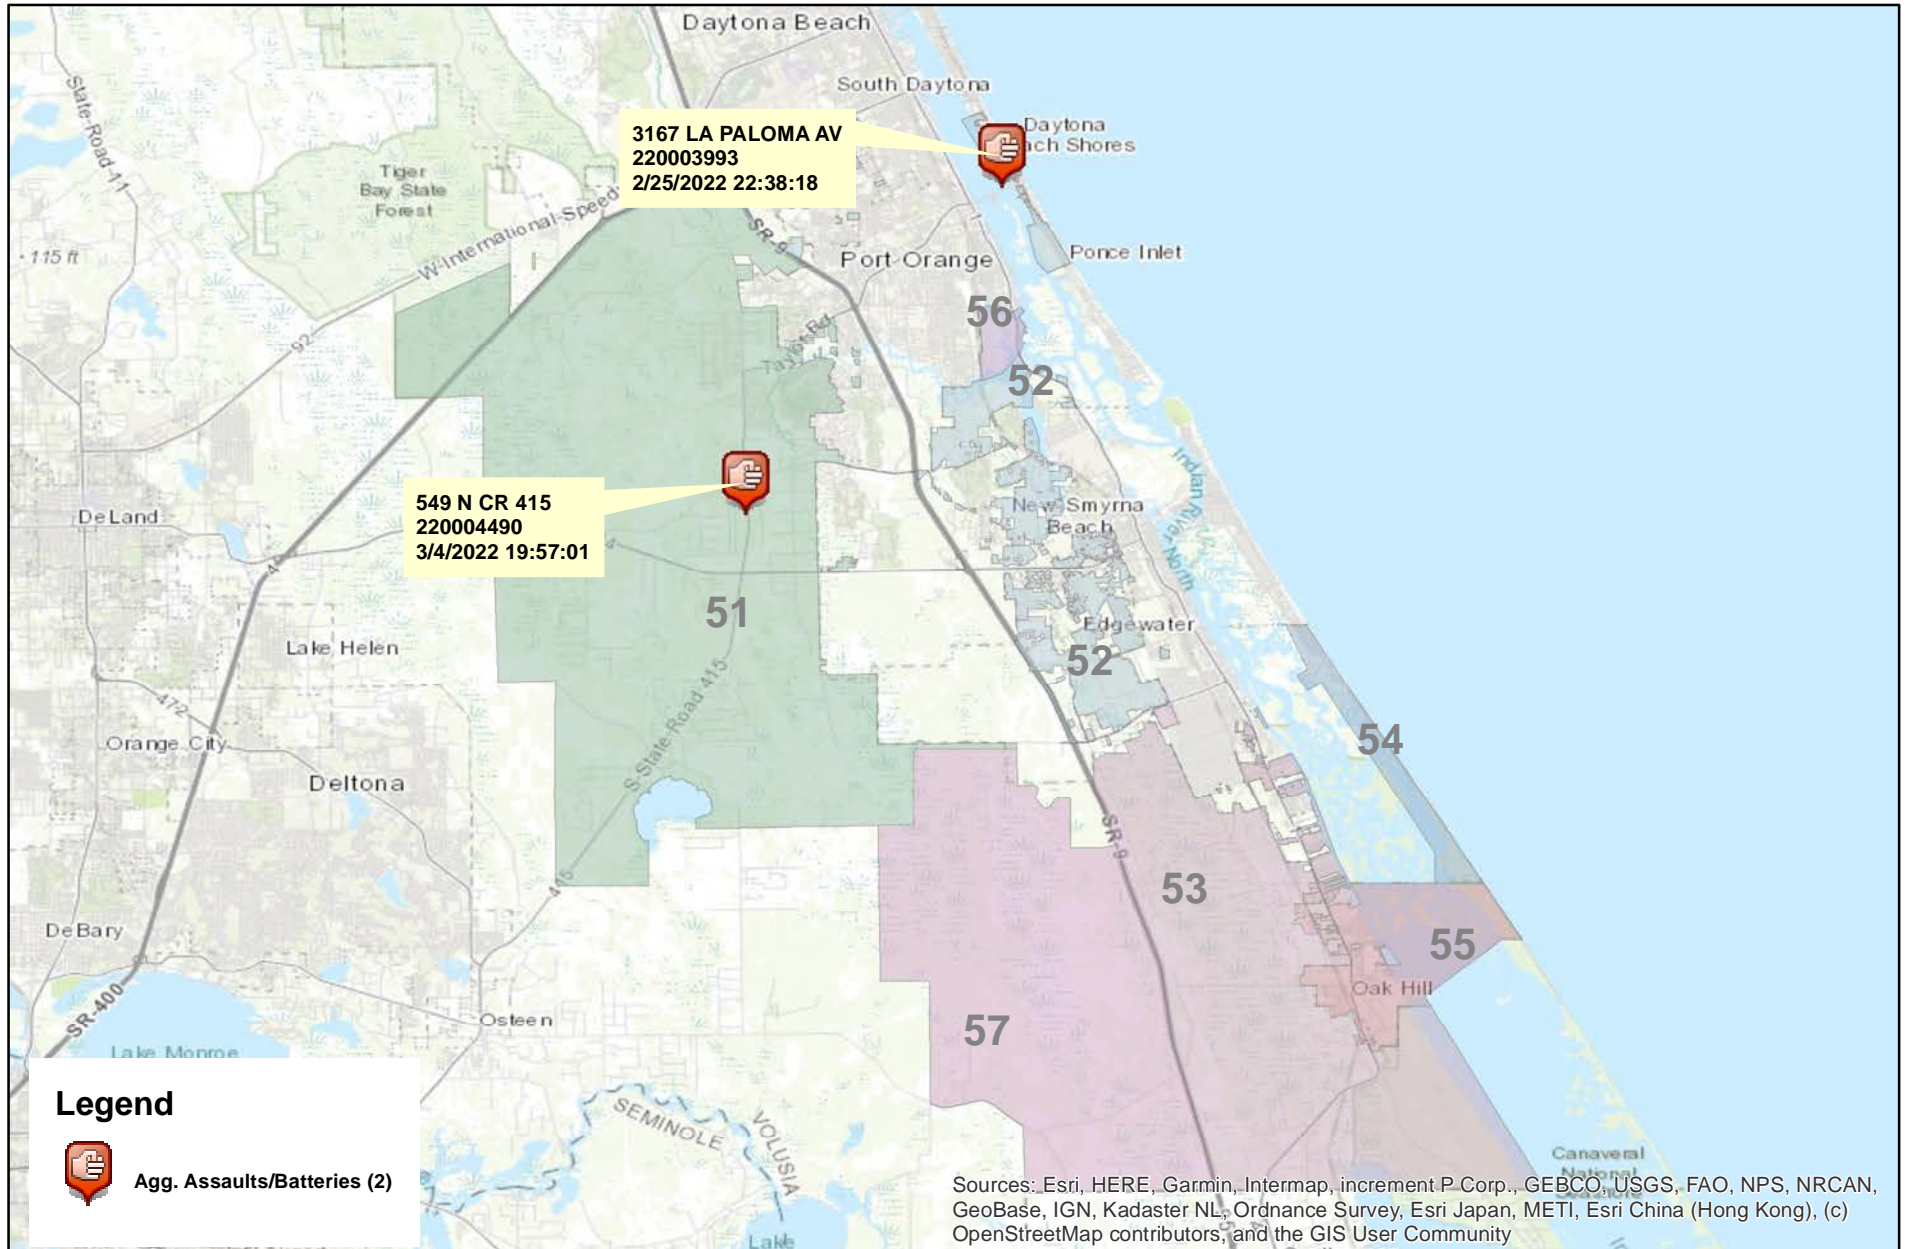 Daytona Beach
South Daytona
State-Road-11
3167 LA PALOMA AV
220003993
2/25/2022 22:38:18
Daytona
ach Shores
Tiger
Bay State
Forest
W-International-Speed
SR-9
115 ft
Port Orange
Ponce Inlet
56
Taylor Rd
92
52
Indian River North
549 N CR 415
220004490
3/4/2022 19:57:01
New Smyrna
Beach
DeLand
4
4
51
Edgewater
Lake Helen
52
S-State-Road-415
472
Orange City
54
Deltona
SR-9
415
53
DeBary
55
Oak Hill
SR-400
Osteen
57
Lake Monroe
Legend
SEMINOLE
VOLUSIA
Agg. Assaults/Batteries (2)
Canaveral
National
Seashore
Sources: Esri, HERE, Garmin, Intermap, increment P Corp., GEBCO, USGS, FAO, NPS, NRCAN,
GeoBase, IGN, Kadaster NL, Ordnance Survey, Esri Japan, METI, Esri China (Hong Kong), (c)
OpenStreetMap contributors, and the GIS User Community
Lake